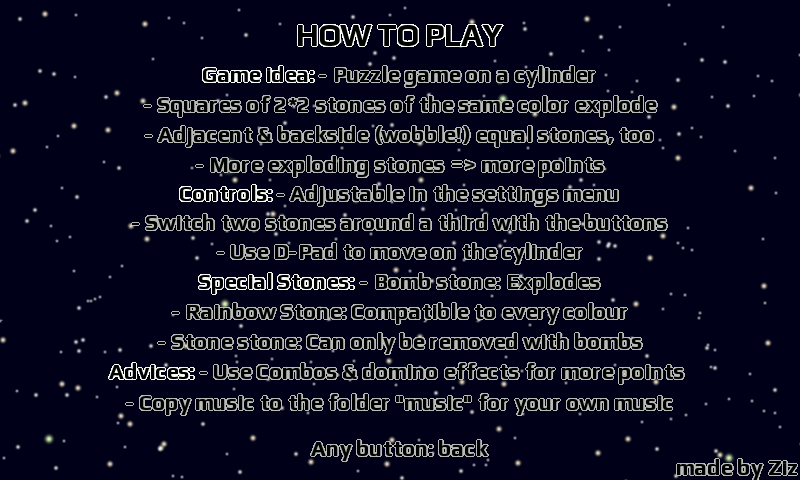 HOW TO PLAY
Game Idea: - Puzzle game on a cylinder
- Squares of 2*2 stones of the same color explode
- Adjacent & backside (wobble!) equal stones, too
- More exploding stones => more points
Controls: - Adjustable in the settings menu
- Switch two stones around a third with the buttons
- Use D-Pad to move on the cylinder
Special Stones: - Bomb stone: Explodes
- Rainbow Stone: Compatible to every colour
- Stone stone: Can only be removed with bombs
Advices: - Use Combos & domino effects for more points
- Copy music to the folder "music" for your own music
Any button: back
made by Ziz